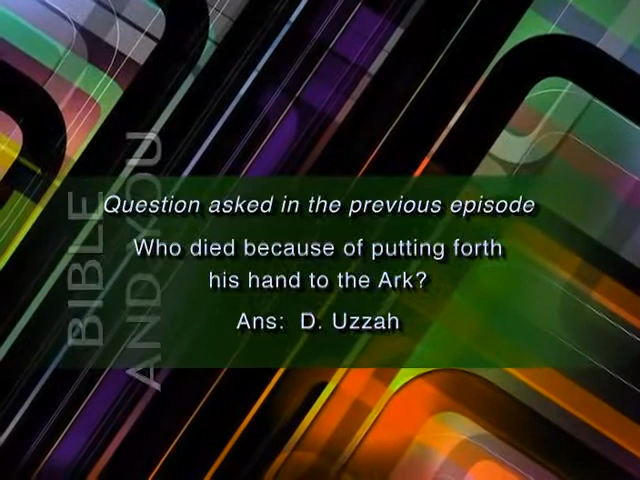 BIBLE
AND YOU
Question asked in the previous episode
Who died because of putting forth
his hand to the Ark?
Ans: D. Uzzah